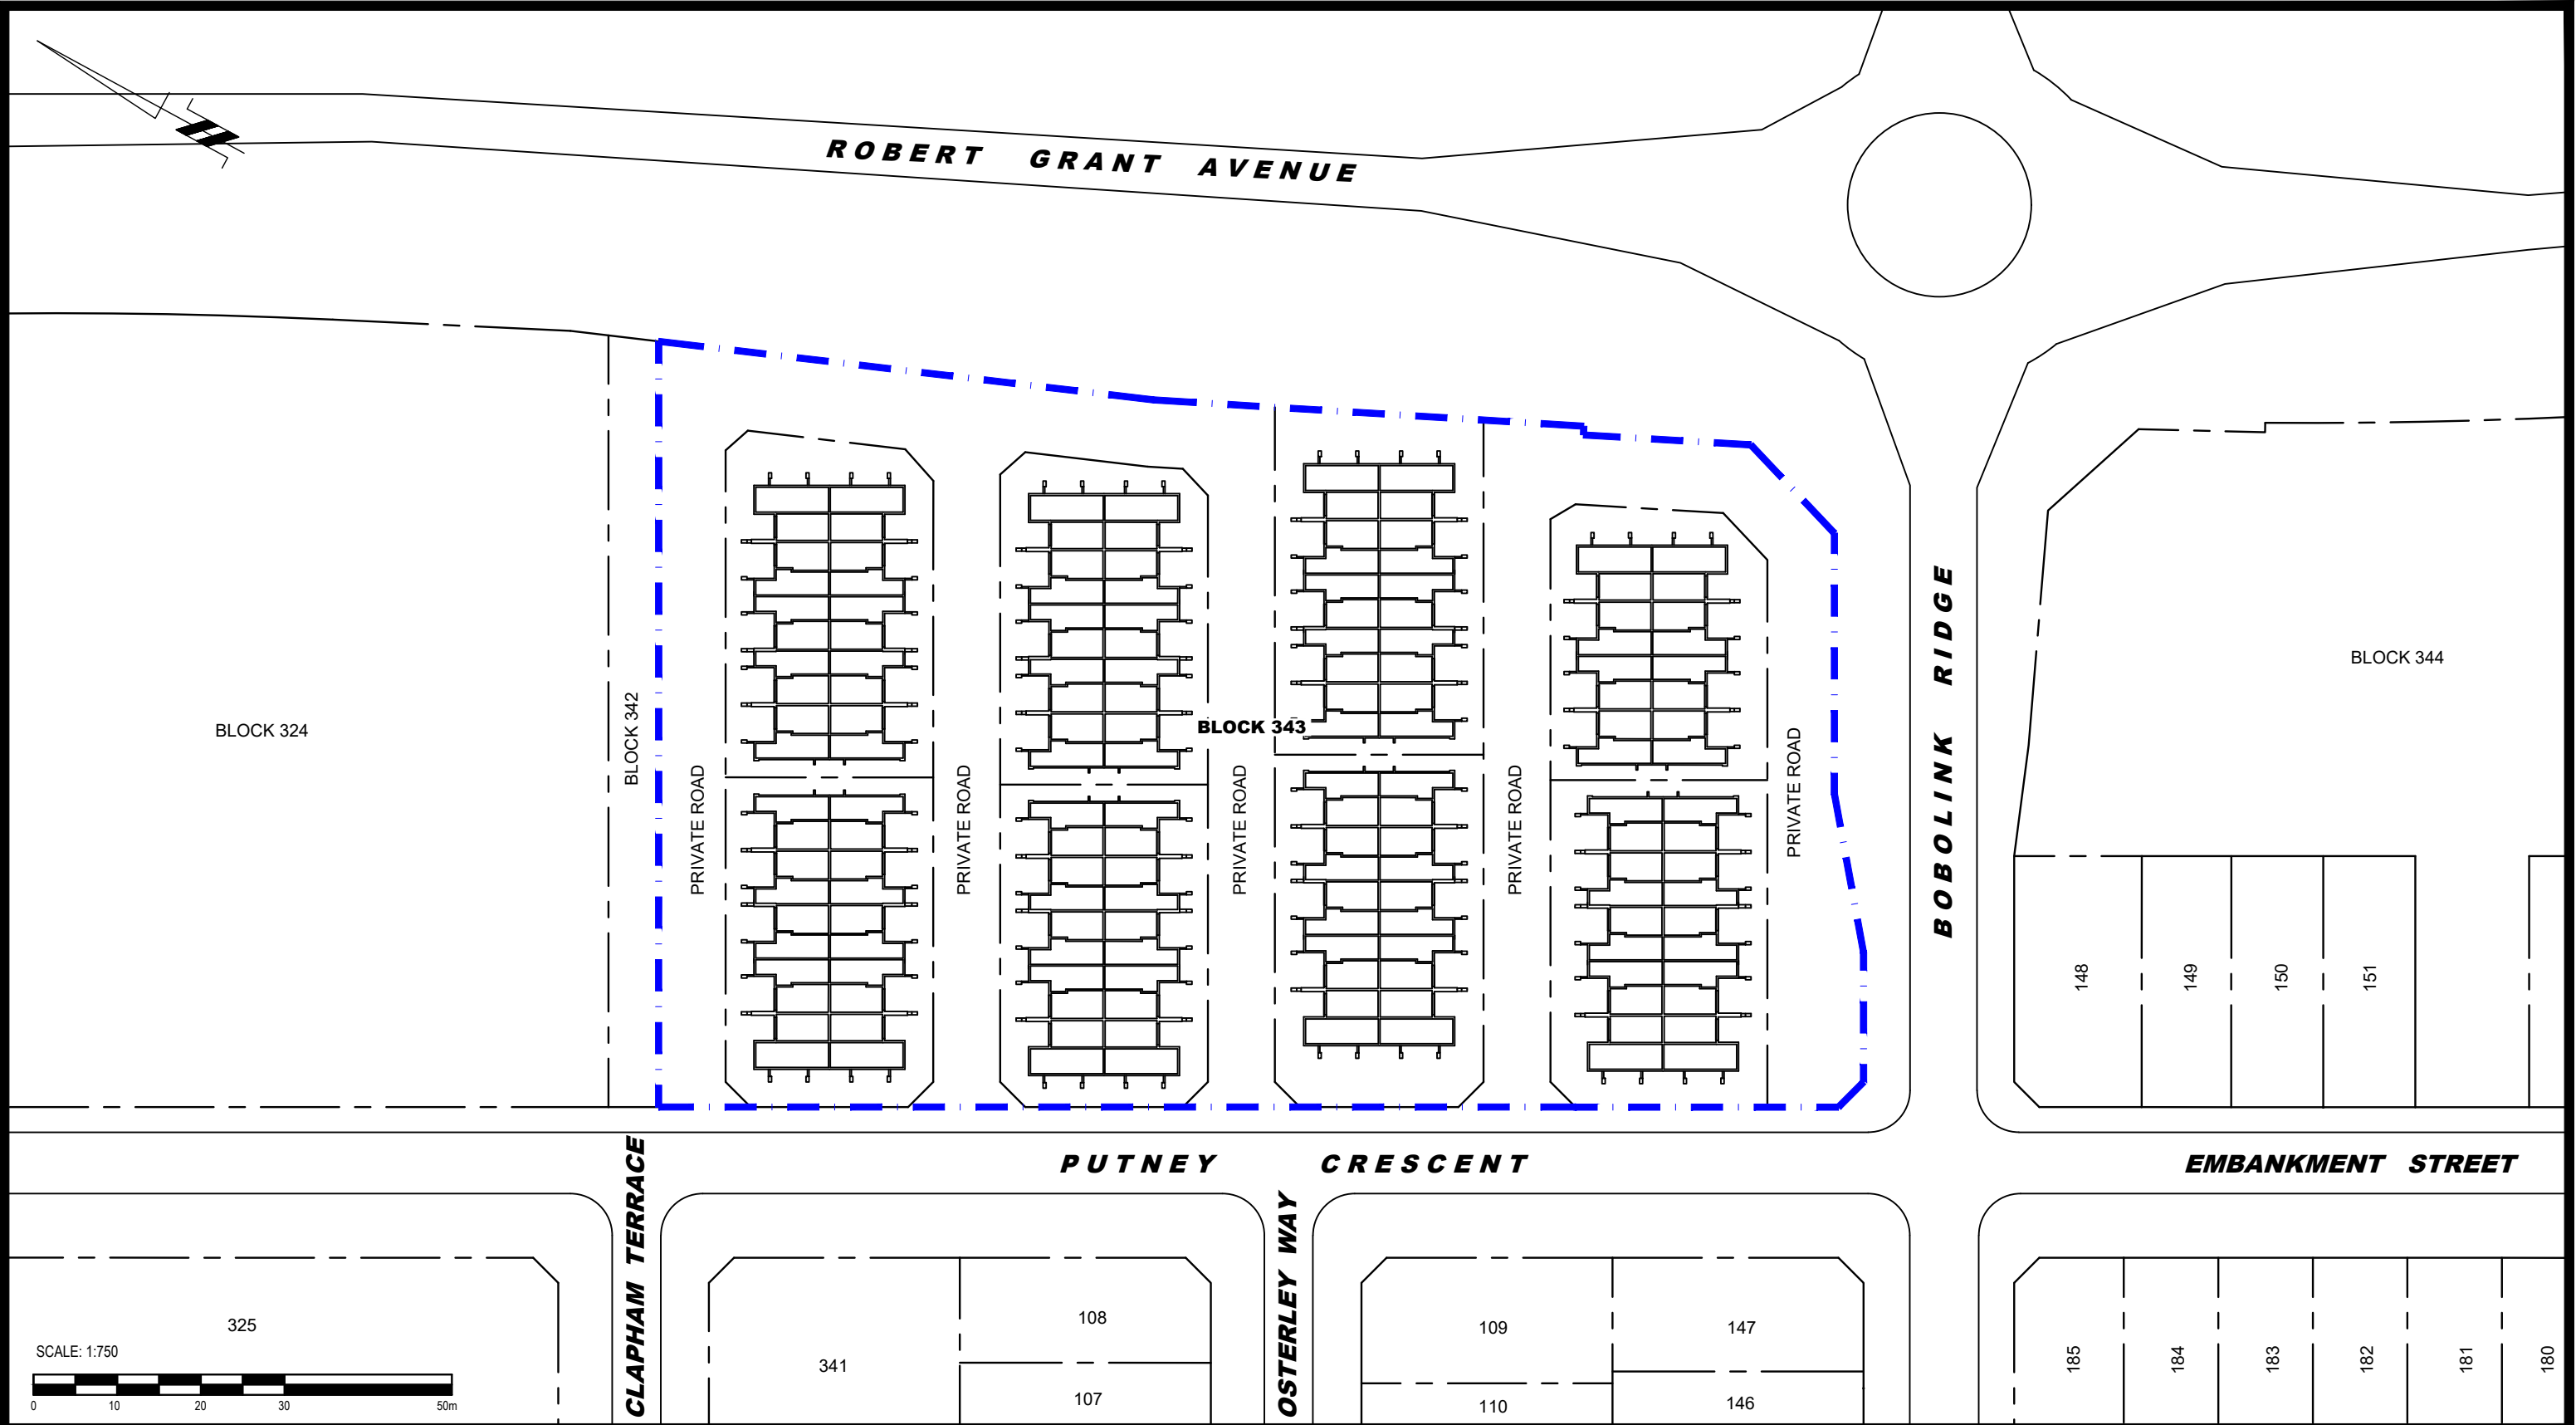 ROBERT GRANT AVENUE
BLOCK 324
BLOCK 342
PRIVATE ROAD
PRIVATE ROAD
BLOCK 343
PRIVATE ROAD
PRIVATE ROAD
PRIVATE ROAD
BOBOLINK RIDGE
BLOCK 344
148
149
150
151
CLAPHAM TERRACE
PUTNEY CRESCENT
OSTERLEY WAY
EMBANKMENT STREET
325
SCALE: 1:750
0 10 20 30 50m
341
108
107
109
110
147
146
185
184
183
182
181
180